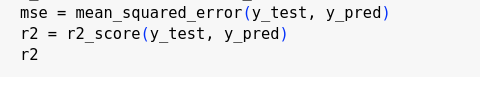 mse = mean_squared_error(y_test, y_pred)
r2 = r2_score(y_test, y_pred)
r2